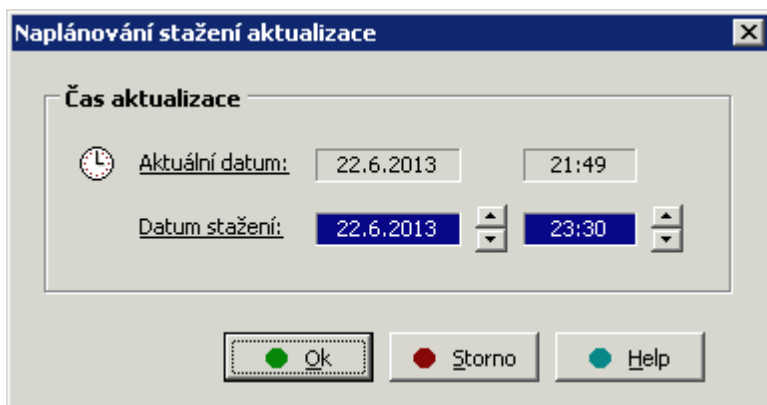 Naplánování stažení aktualizace
Čas aktualizace
Aktuální datum: 22.6.2013 21:49
Datum stažení: 22.6.2013 23:30
Ok Storno Help